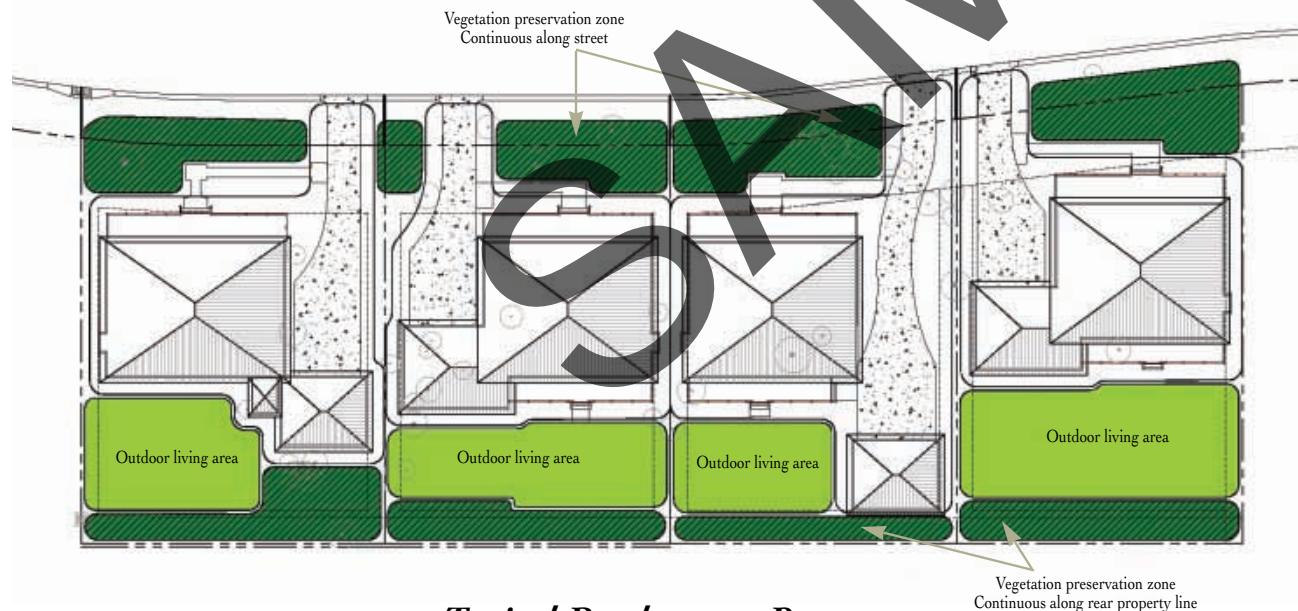 Vegetation preservation zone
Continuous along street
Outdoor living area
Outdoor living area
Outdoor living area
Outdoor living area
Vegetation preservation zone
Continuous along rear property line